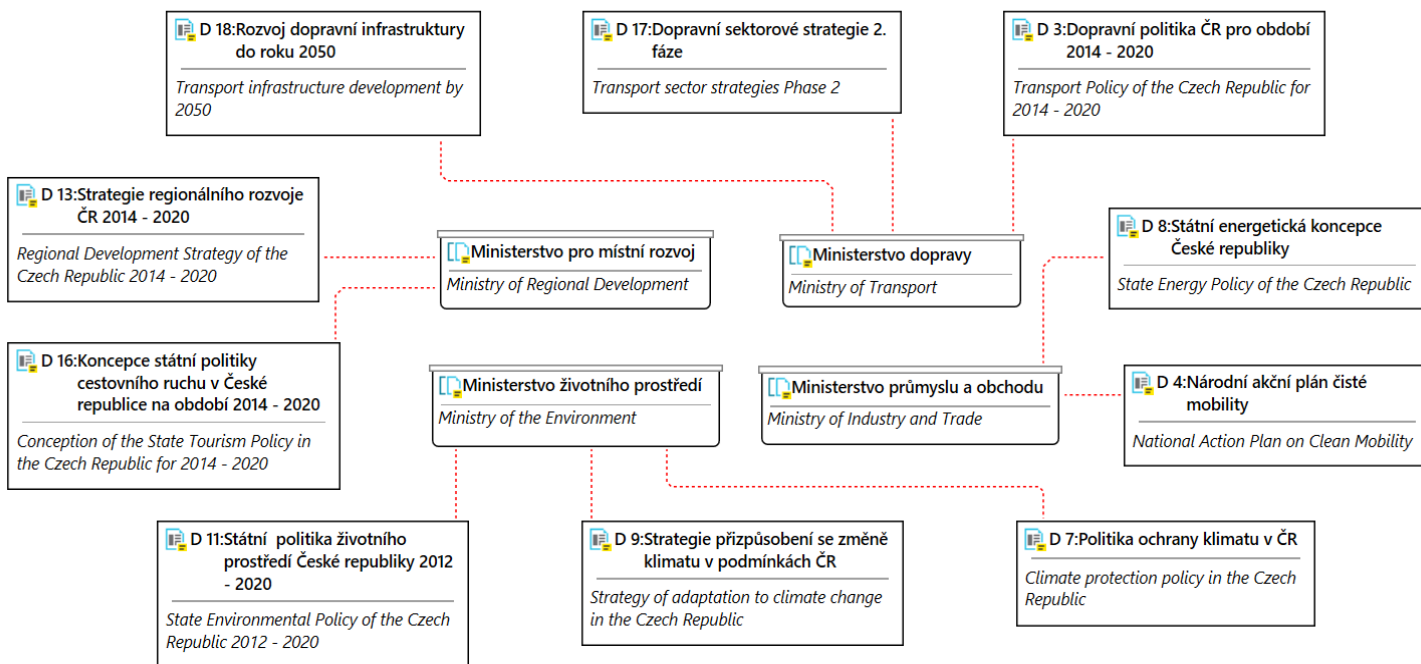 D 18:Rozvoj dopravní infrastruktury
do roku 2050
Transport infrastructure development by
2050
D 17:Dopravní sektorové strategie 2.
fáze
Transport sector strategies Phase 2
D 3:Dopravní politika ČR pro období
2014 - 2020
Transport Policy of the Czech Republic for
2014 - 2020
D 13:Strategie regionálního rozvoje
ČR 2014 - 2020
Regional Development Strategy of the
Czech Republic 2014 - 2020
Ministerstvo pro místní rozvoj
Ministry of Regional Development
Ministerstvo dopravy
Ministry of Transport
D 8:Státní energetická koncepce
České republiky
State Energy Policy of the Czech Republic
D 16:Koncepce státní politiky
cestovního ruchu v České
republice na období 2014 - 2020
Conception of the State Tourism Policy in
the Czech Republic for 2014 - 2020
Ministerstvo životního prostředí
Ministry of the Environment
Ministerstvo průmyslu a obchodu
Ministry of Industry and Trade
D 4:Národní akční plán čisté
mobility
National Action Plan on Clean Mobility
D 11:Státní  politika životního
prostředí České republiky 2012
- 2020
State Environmental Policy of the Czech
Republic 2012 - 2020
D 9:Strategie přizpůsobení se změně
klimatu v podmínkách ČR
Strategy of adaptation to climate change
in the Czech Republic
D 7:Politika ochrany klimatu v ČR
Climate protection policy in the Czech
Republic